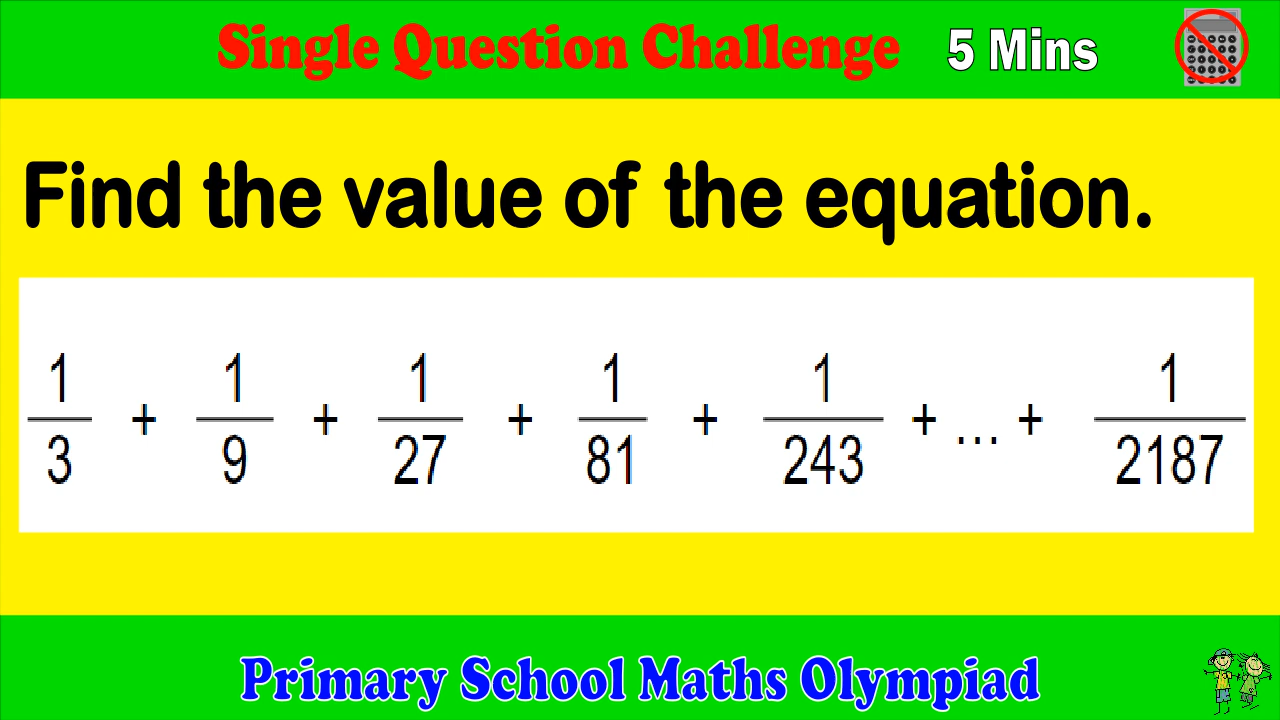 Single Question Challenge 5 Mins
Find the value of the equation.
1/3 + 1/9 + 1/27 + 1/81 + 1/243 + ... + 1/2187
Primary School Maths Olympiad